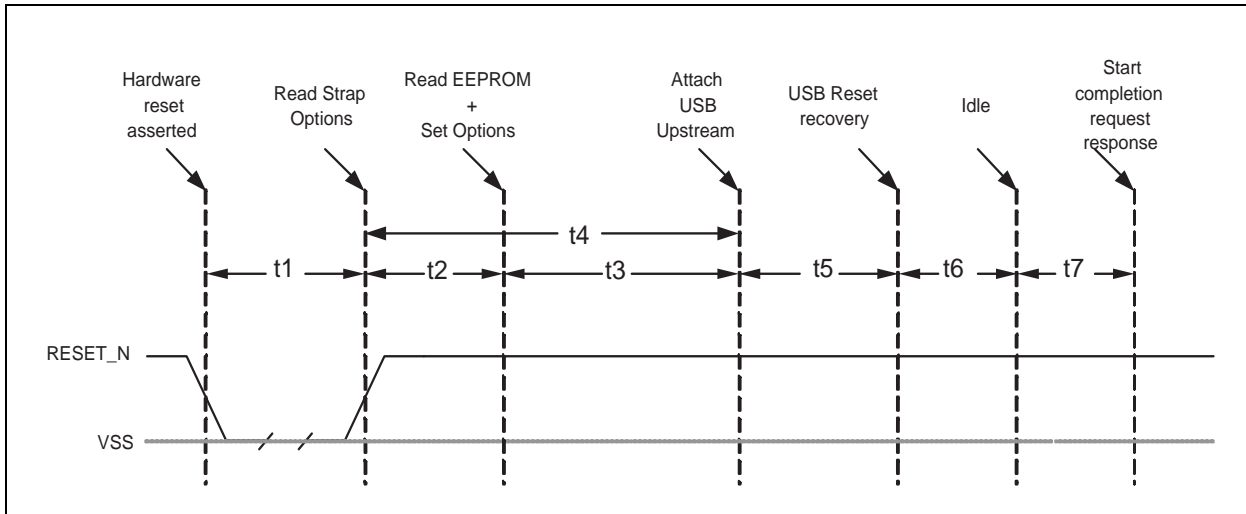 Hardware
reset
asserted
Read Strap
Options
Read EEPROM
+
Set Options
Attach
USB
Upstream
USB Reset
recovery
Idle
Start
completion
request
response
t4
t1
t2
t3
t5
t6
t7
RESET_N
VSS